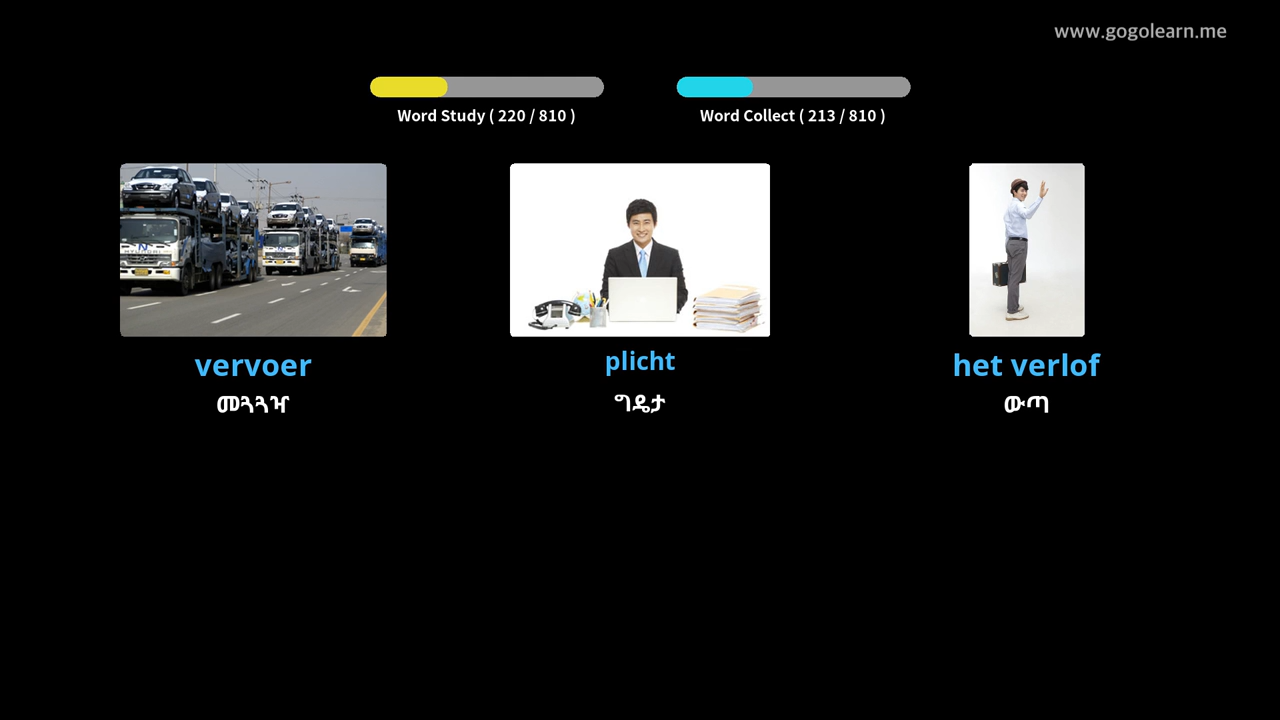 www.gogolearn.me
Word Study ( 220 / 810 )
Word Collect ( 213 / 810 )
vervoer
plicht
het verlof
መጓጓዣ
ግዴታ
ውጣ